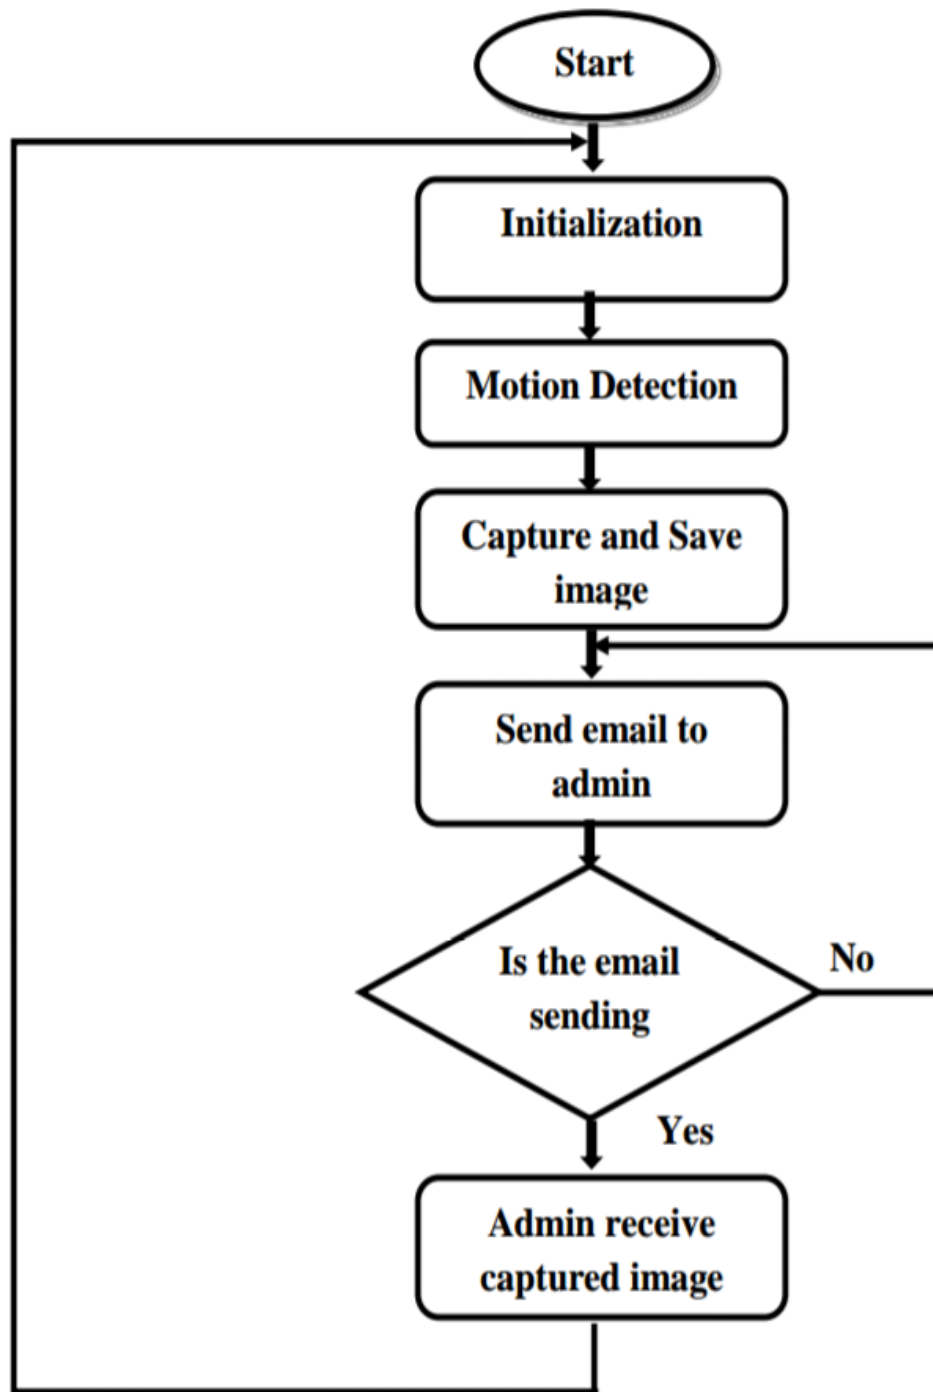 Start
Initialization
Motion Detection
Capture and Save
image
Send email to
admin
Is the email
sending
No
Yes
Admin receive
captured image